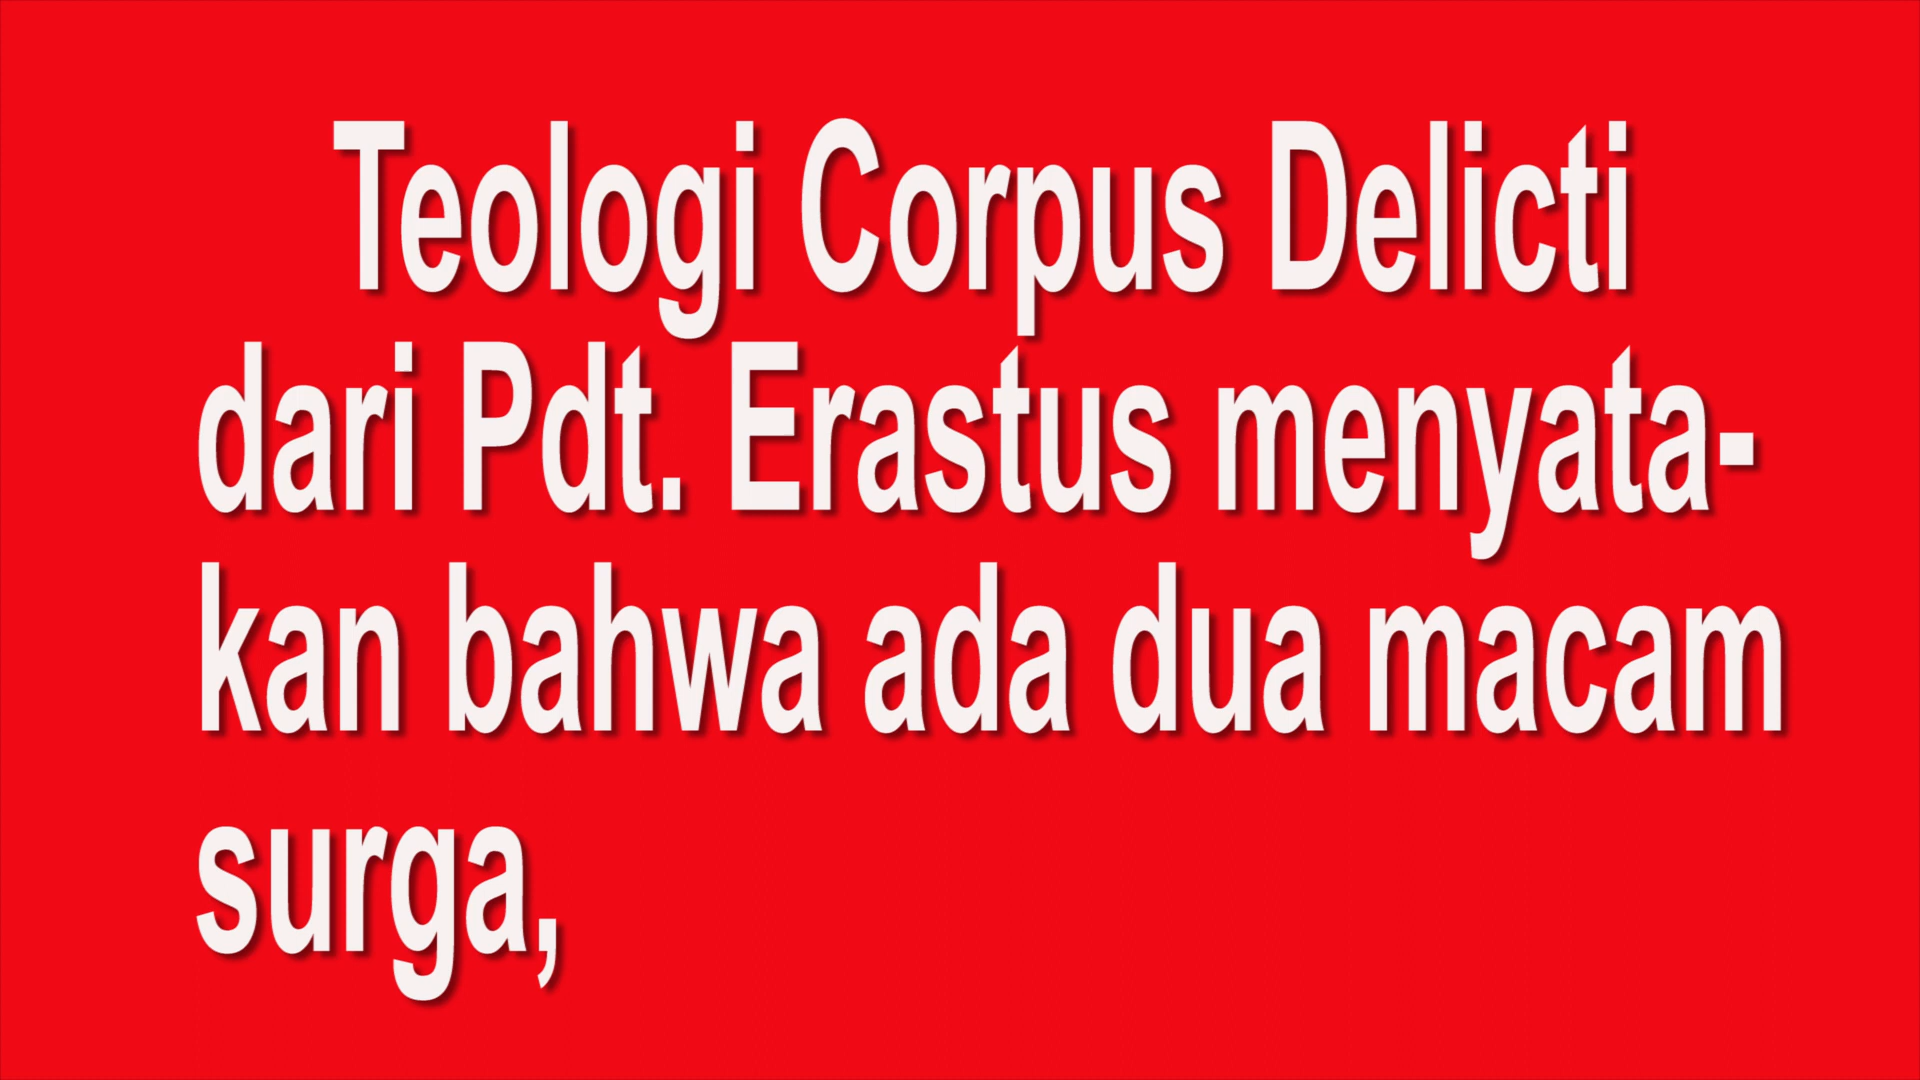 Teologi Corpus Delicti
dari Pdt. Erastus menyata-
kan bahwa ada dua macam
surga,